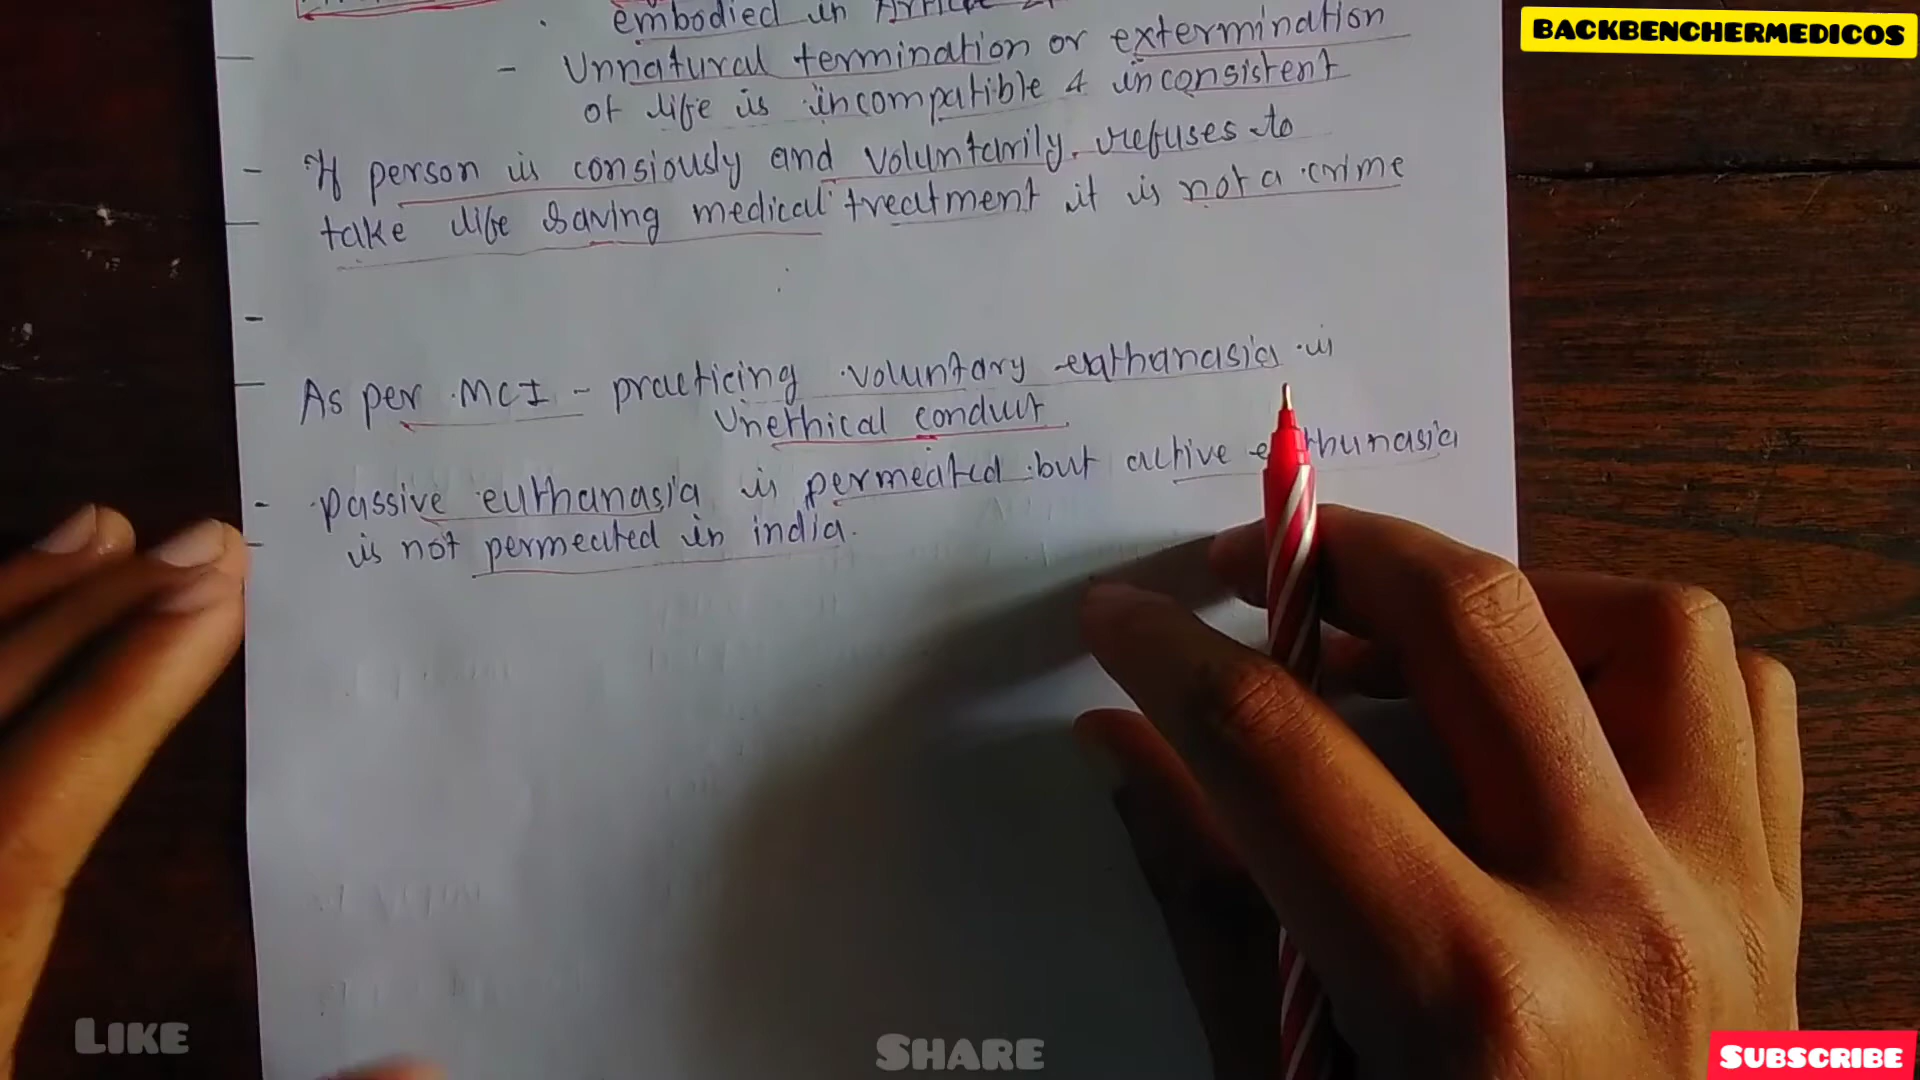 BACKBENCHERMEDICOS
embodied in Article
- Unnatural termination or extermination
of life is incompatible & inconsistent
- If person is consiously and voluntarily refuses to
take life saving medical treatment it is not a crime
-
As per MCI - practicing voluntary euthanasia is
Unethical conduct
- passive euthanasia is permeated but active euthunasia
is not permeated in india.
LIKE
SHARE
SUBSCRIBE